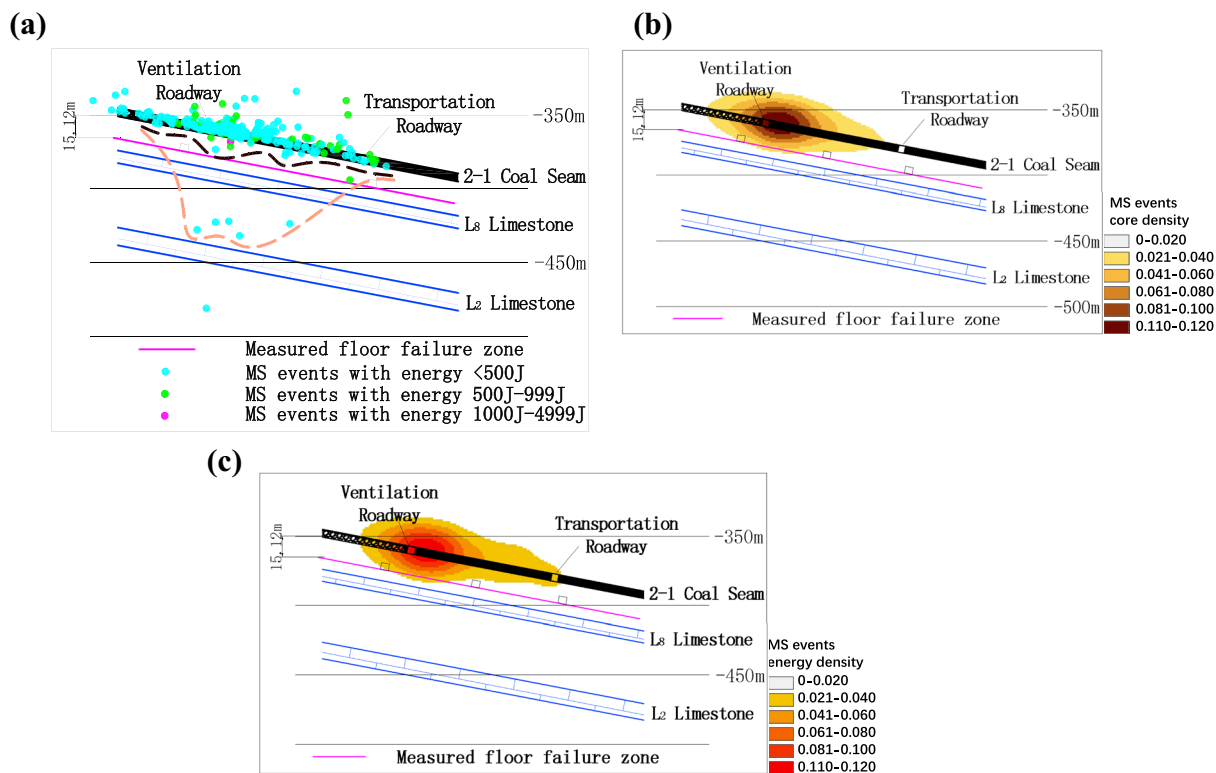 (a)
Ventilation
Roadway
Transportation
Roadway
15.12m
-350m
2-1 Coal Seam
L8 Limestone
-450m
L2 Limestone
Measured floor failure zone
MS events with energy <500J
MS events with energy 500J-999J
MS events with energy 1000J-4999J
(b)
Ventilation
Roadway
Transportation
Roadway
15.12m
-350m
2-1 Coal Seam
L8 Limestone
-450m
L2 Limestone
-500m
Measured floor failure zone
MS events
core density
0-0.020
0.021-0.040
0.041-0.060
0.061-0.080
0.081-0.100
0.110-0.120
(c)
Ventilation
Roadway
Transportation
Roadway
15.12m
-350m
2-1 Coal Seam
L8 Limestone
-450m
L2 Limestone
Measured floor failure zone
MS events
energy density
0-0.020
0.021-0.040
0.041-0.060
0.061-0.080
0.081-0.100
0.110-0.120